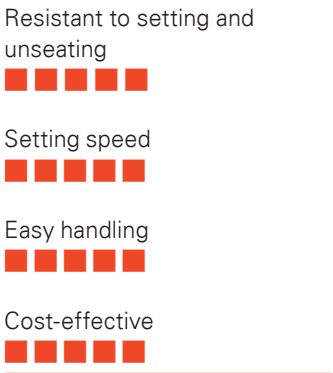 Resistant to setting and
unseating
Setting speed
Easy handling
Cost-effective